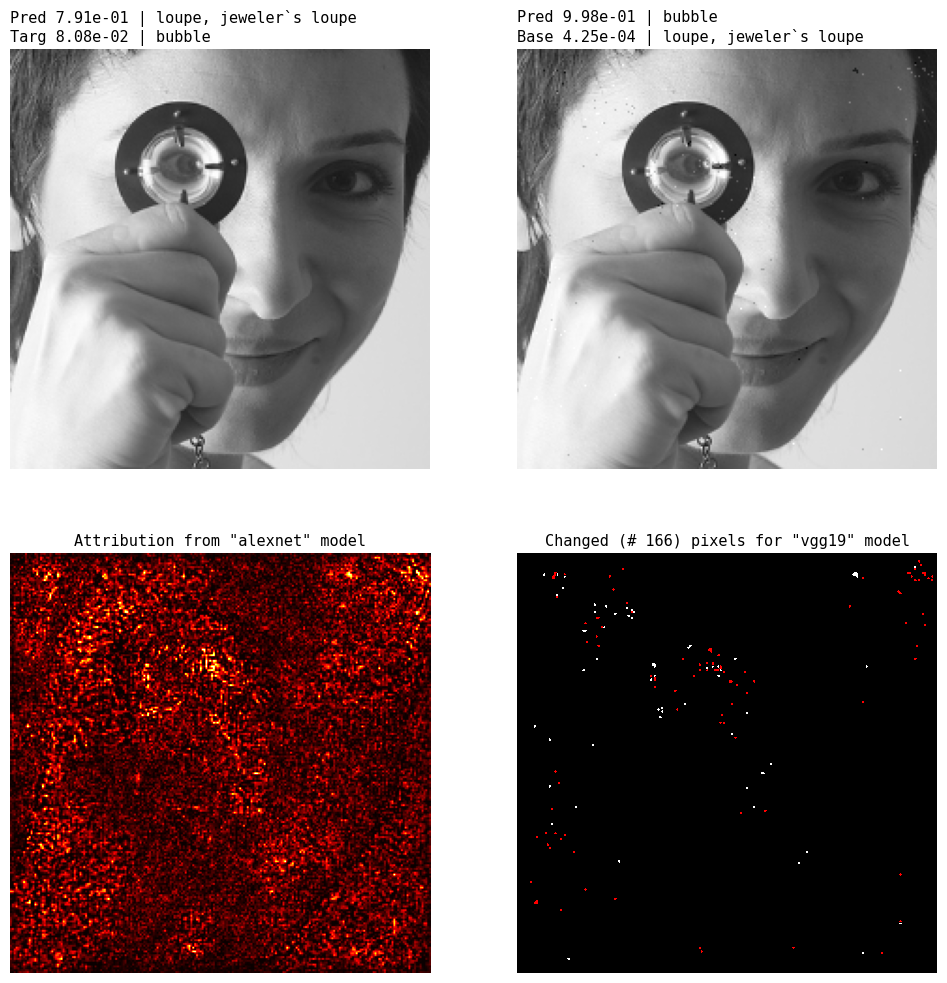 Pred 7.91e-01 | loupe, jeweler`s loupe
Targ 8.08e-02 | bubble
Pred 9.98e-01 | bubble
Base 4.25e-04 | loupe, jeweler`s loupe
Attribution from "alexnet" model
Changed (# 166) pixels for "vgg19" model